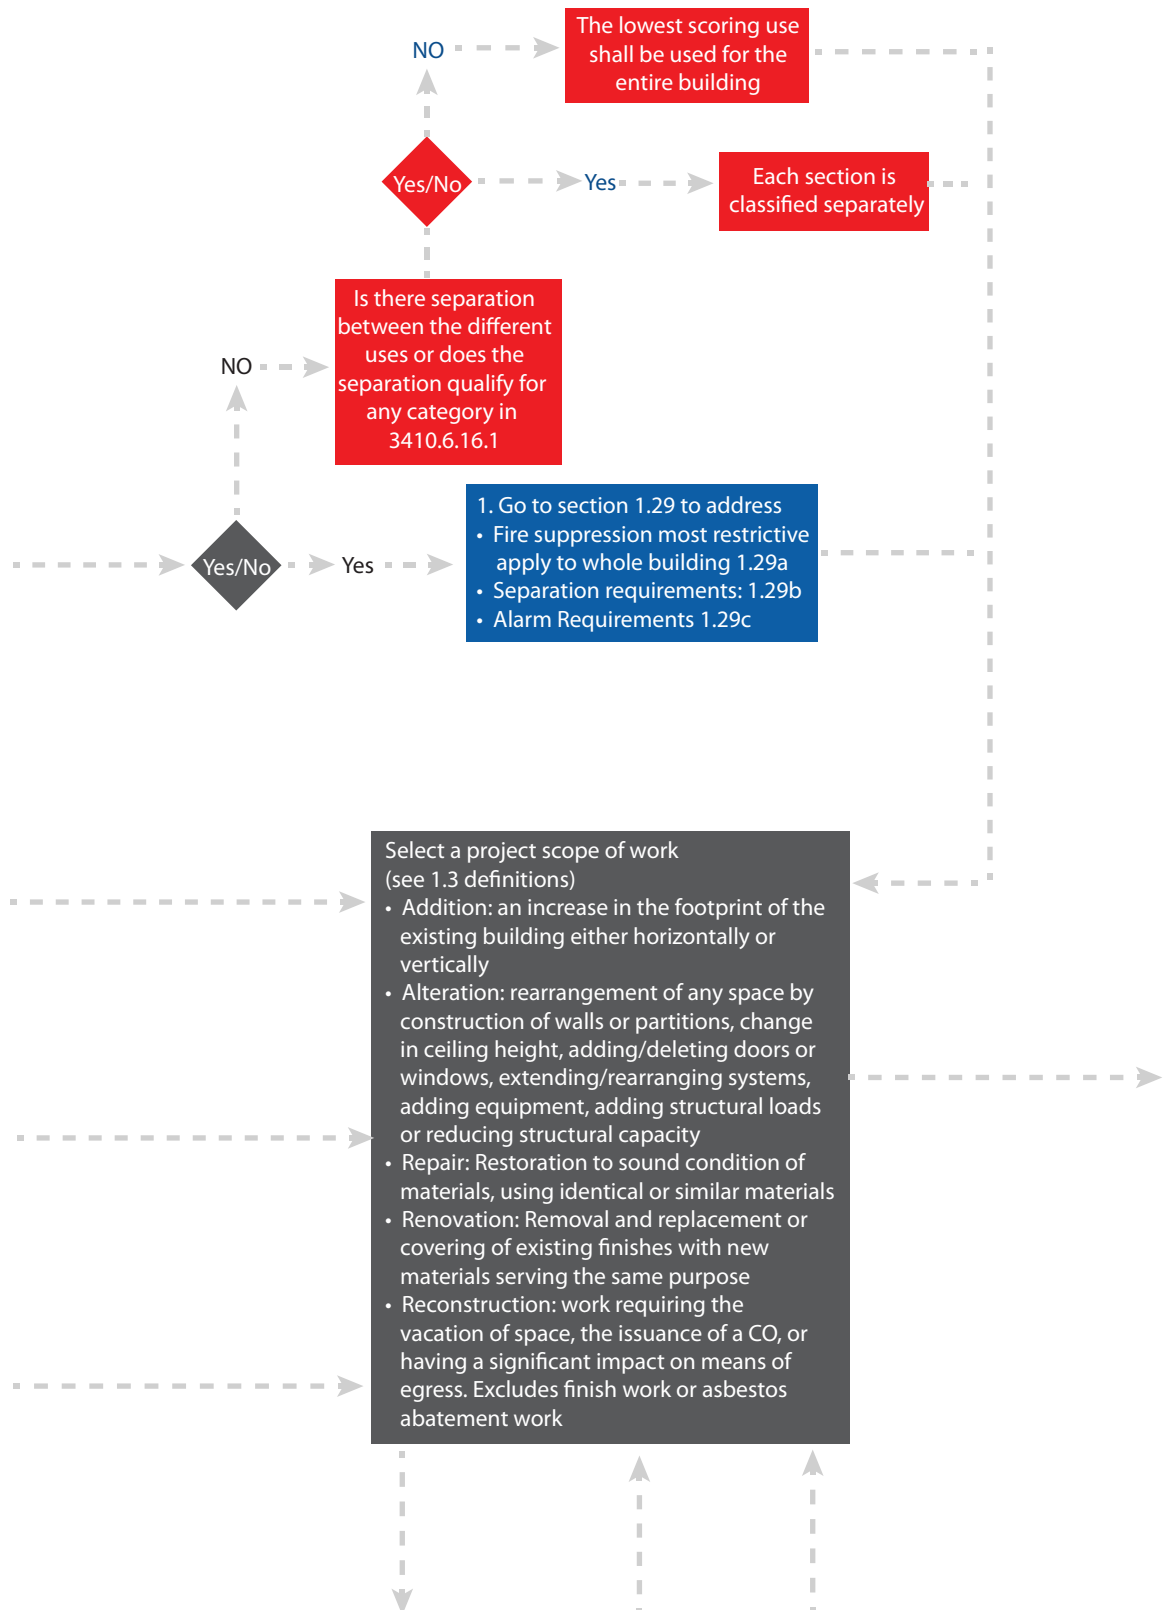 The lowest scoring use
shall be used for the
entire building
NO
Yes/No
Yes
Each section is
classified separately
Is there separation
between the different
uses or does the
separation qualify for
any category in
3410.6.16.1
NO
1. Go to section 1.29 to address
• Fire suppression most restrictive
apply to whole building 1.29a
• Separation requirements: 1.29b
• Alarm Requirements 1.29c
Yes/No
Yes
Select a project scope of work
(see 1.3 definitions)
• Addition: an increase in the footprint of the
existing building either horizontally or
vertically
• Alteration: rearrangement of any space by
construction of walls or partitions, change
in ceiling height, adding/deleting doors or
windows, extending/rearranging systems,
adding equipment, adding structural loads
or reducing structural capacity
• Repair: Restoration to sound condition of
materials, using identical or similar materials
• Renovation: Removal and replacement or
covering of existing finishes with new
materials serving the same purpose
• Reconstruction: work requiring the
vacation of space, the issuance of a CO, or
having a significant impact on means of
egress. Excludes finish work or asbestos
abatement work